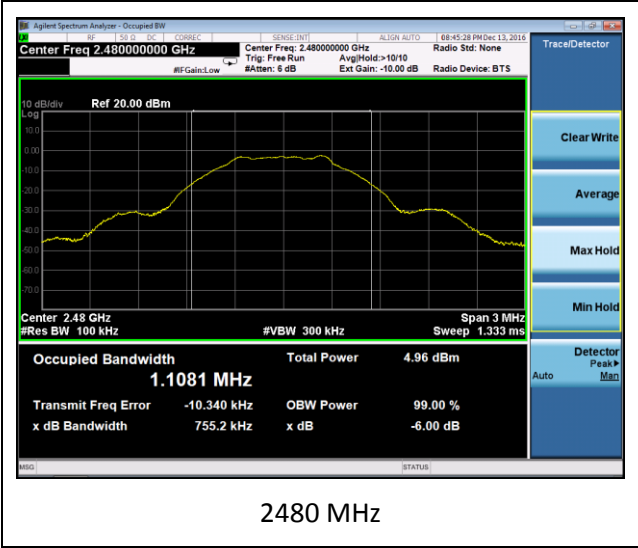 Agilent Spectrum Analyzer - Occupied BW
RF 50 Ω DC CORREC SENSE:INT ALIGN AUTO 08:45:28 PM Dec 13, 2016
Center Freq 2.480000000 GHz
Center Freq: 2.480000000 GHz
Radio Std: None
Trig: Free Run
Avg|Hold:>10/10
#IFGain:Low
#Atten: 6 dB
Ext Gain: -10.00 dB
Radio Device: BTS
10 dB/div
Ref 20.00 dBm
Log
10.0
0.00
-10.0
-20.0
-30.0
-40.0
-50.0
-60.0
-70.0
Center 2.48 GHz
Span 3 MHz
#Res BW 100 kHz
#VBW 300 kHz
Sweep 1.333 ms
Occupied Bandwidth
1.1081 MHz
Total Power 4.96 dBm
Transmit Freq Error -10.340 kHz
OBW Power 99.00 %
x dB Bandwidth 755.2 kHz
x dB -6.00 dB
MSG
STATUS
Trace/Detector
Clear Write
Average
Max Hold
Min Hold
Detector
Peak▶
Auto Man
2480 MHz